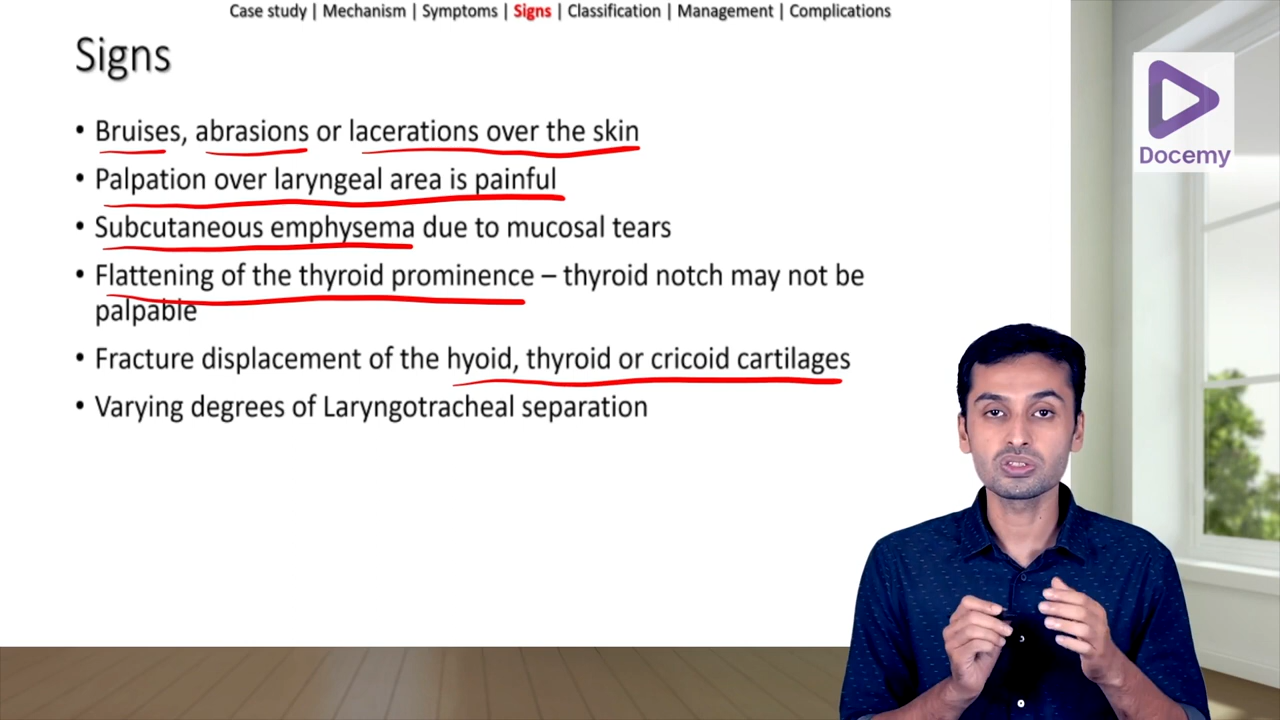 Case study | Mechanism | Symptoms | Signs | Classification | Management | Complications
Signs
• Bruises, abrasions or lacerations over the skin
• Palpation over laryngeal area is painful
• Subcutaneous emphysema due to mucosal tears
• Flattening of the thyroid prominence – thyroid notch may not be
palpable
• Fracture displacement of the hyoid, thyroid or cricoid cartilages
• Varying degrees of Laryngotracheal separation
Docemy